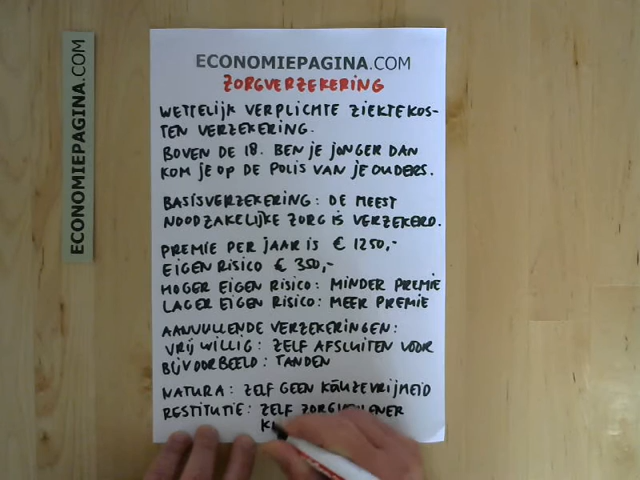 ECONOMIEPAGINA.COM
ECONOMIEPAGINA.COM
ZORGVERZEKERING
WETTELIJK VERPLICHTE ZIEKTEKOS-
TEN VERZEKERING.
BOVEN DE 18. BEN JE JONGER DAN
KOM JE OP DE POLIS VAN JE OUDERS.
BASISVERZEKERING: DE MEEST
NOODZAKELIJKE ZORG IS VERZEKERD.
PREMIE PER JAAR IS € 1250,-
EIGEN RISICO € 350,-
HOGER EIGEN RISICO: MINDER PREMIE
LAGER EIGEN RISICO: MEER PREMIE
AANVULLENDE VERZEKERINGEN:
VRIJWILLIG: ZELF AFSLUITEN VOOR
BIJVOORBEELD: TANDEN
NATURA: ZELF GEEN KEUZEVRIJHEID
RESTITUTIE: ZELF